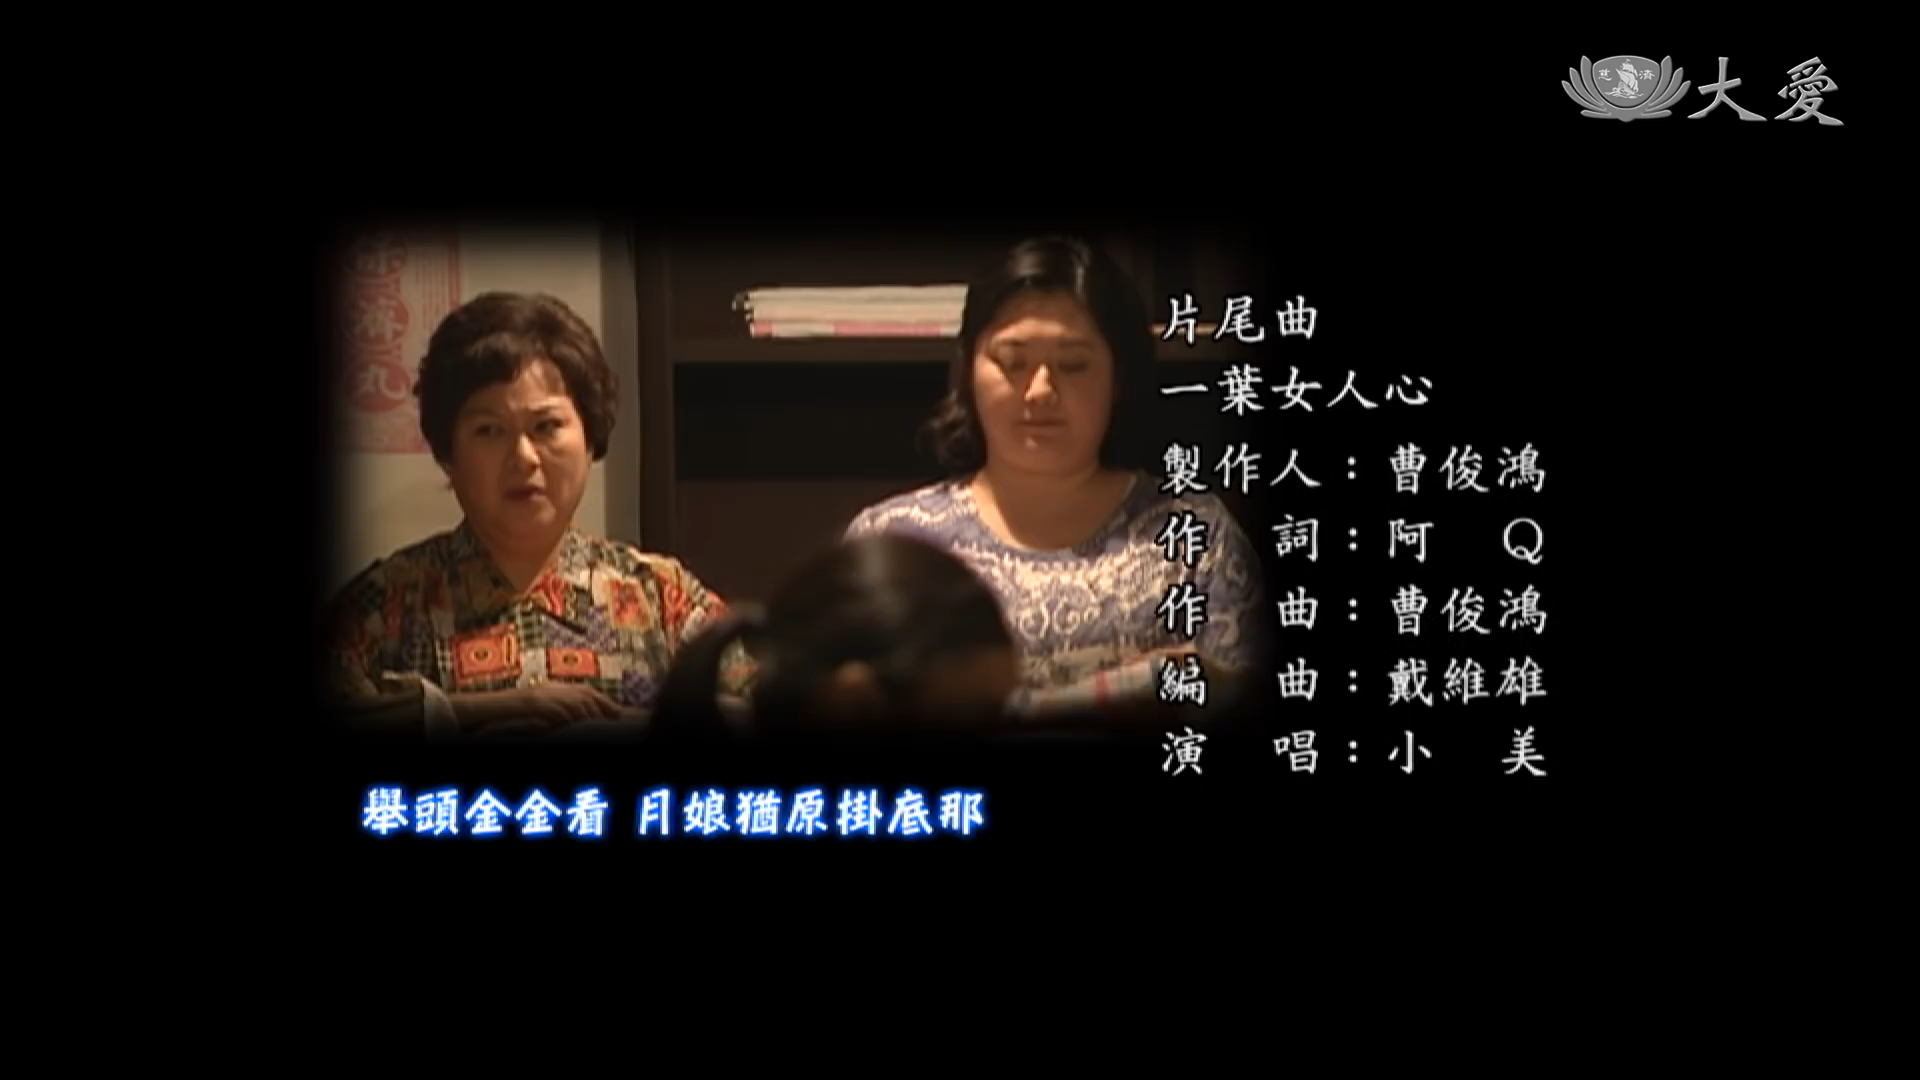 慈濟
大愛
片尾曲
一葉女人心
製作人：曹俊鴻
作 詞：阿 Q
作 曲：曹俊鴻
編 曲：戴維雄
演 唱：小 美
舉頭金金看 月娘猶原掛底那